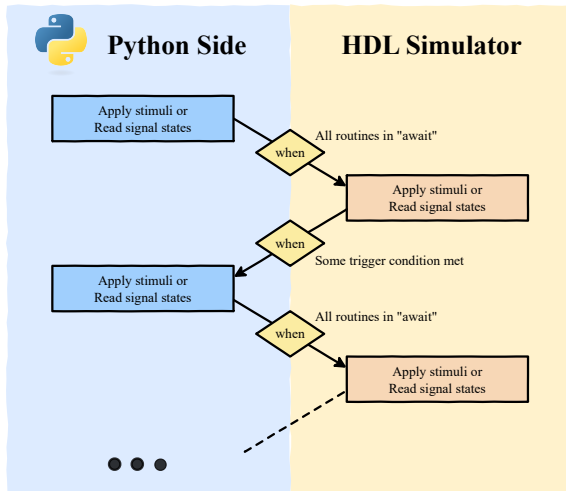 Python Side
HDL Simulator
Apply stimuli or
Read signal states
when
All routines in "await"
Apply stimuli or
Read signal states
when
Some trigger condition met
Apply stimuli or
Read signal states
when
All routines in "await"
Apply stimuli or
Read signal states